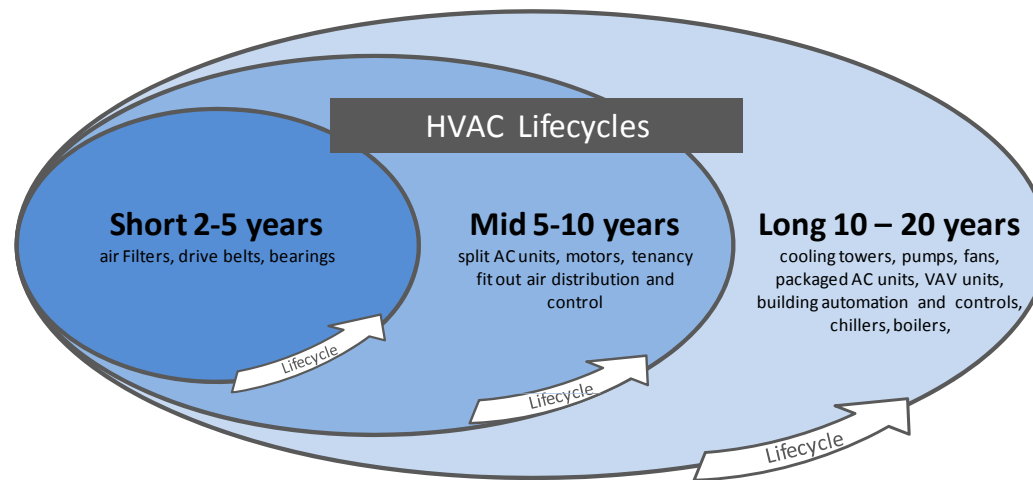 HVAC Lifecycles
Short 2-5 years
air Filters, drive belts, bearings
Lifecycle
Mid 5-10 years
split AC units, motors, tenancy
fit out air distribution and
control
Lifecycle
Long 10 – 20 years
cooling towers, pumps, fans,
packaged AC units, VAV units,
building automation and controls,
chillers, boilers,
Lifecycle